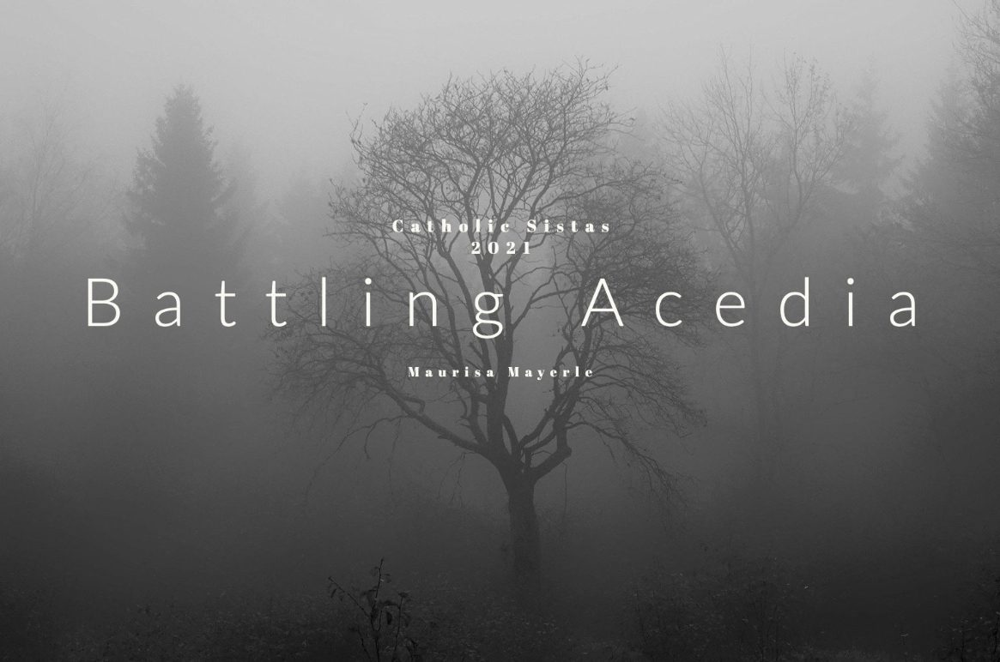 Catholic Sistas
2021
Battling Acedia
Maurisa Mayerle